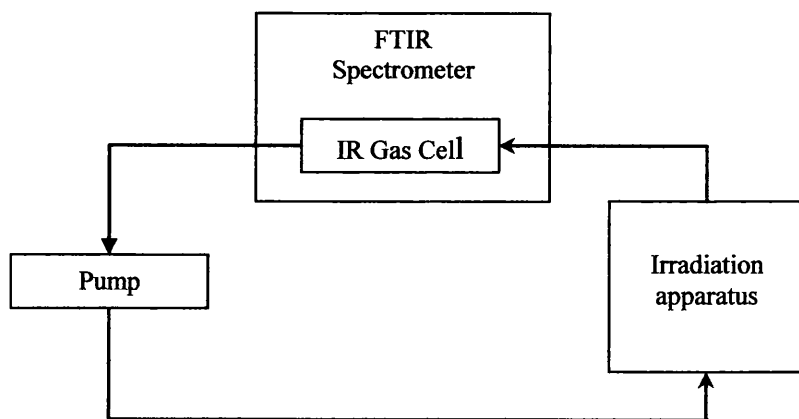 FTIR
Spectrometer
IR Gas Cell
Pump
Irradiation
apparatus